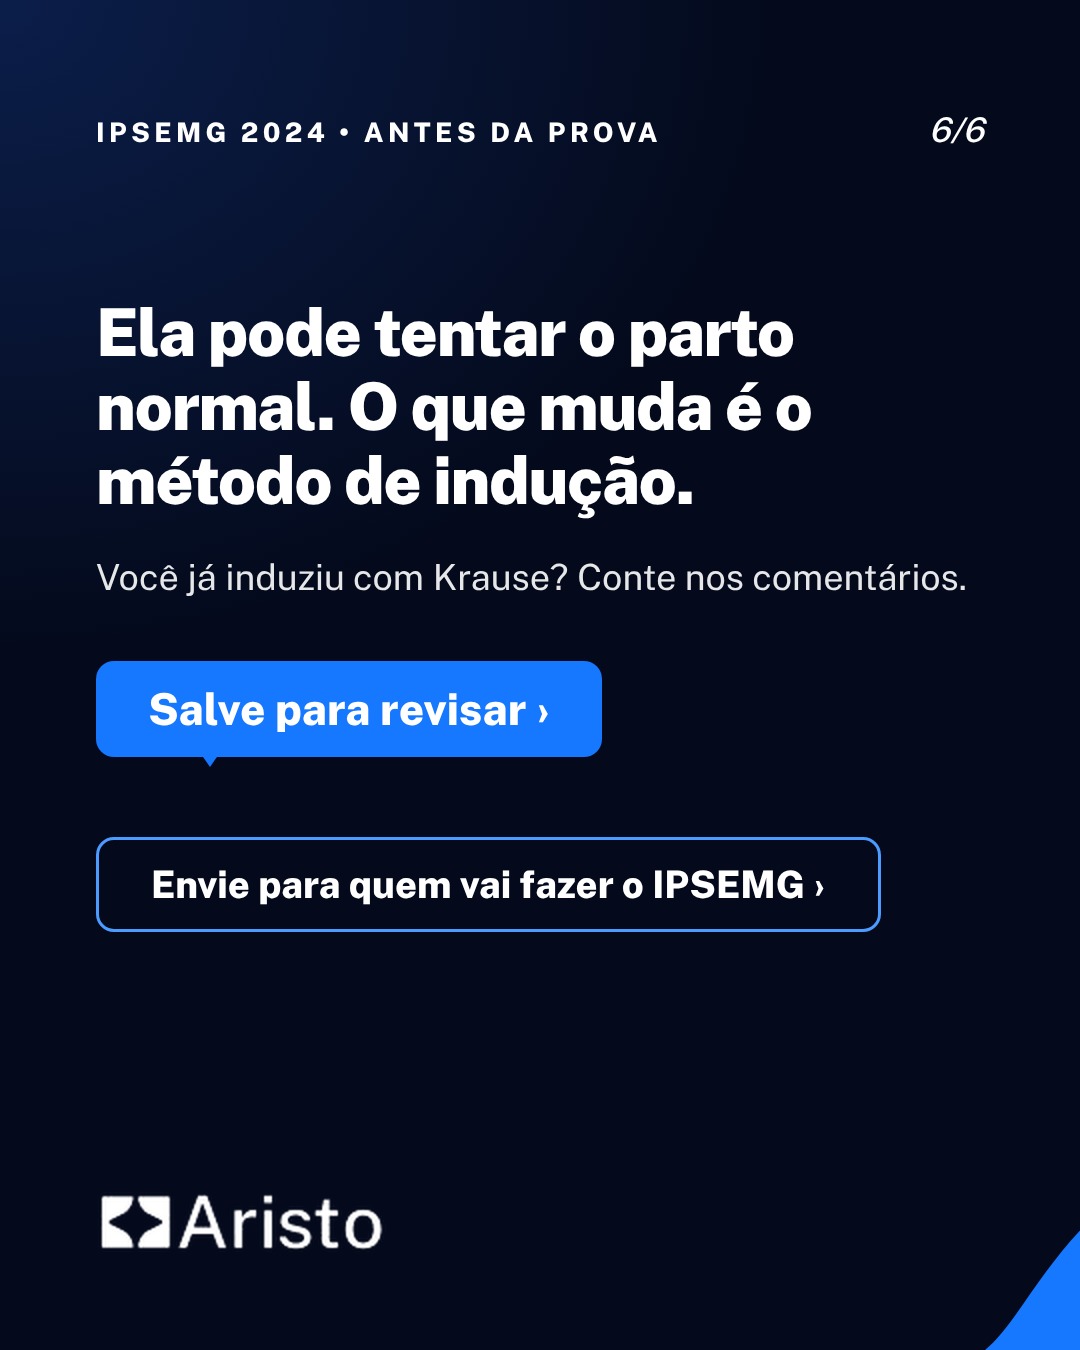 IPSEMG 2024 • ANTES DA PROVA
6/6
Ela pode tentar o parto
normal. O que muda é o
método de indução.
Você já induziu com Krause? Conte nos comentários.
Salve para revisar ›
Envie para quem vai fazer o IPSEMG ›
Aristo